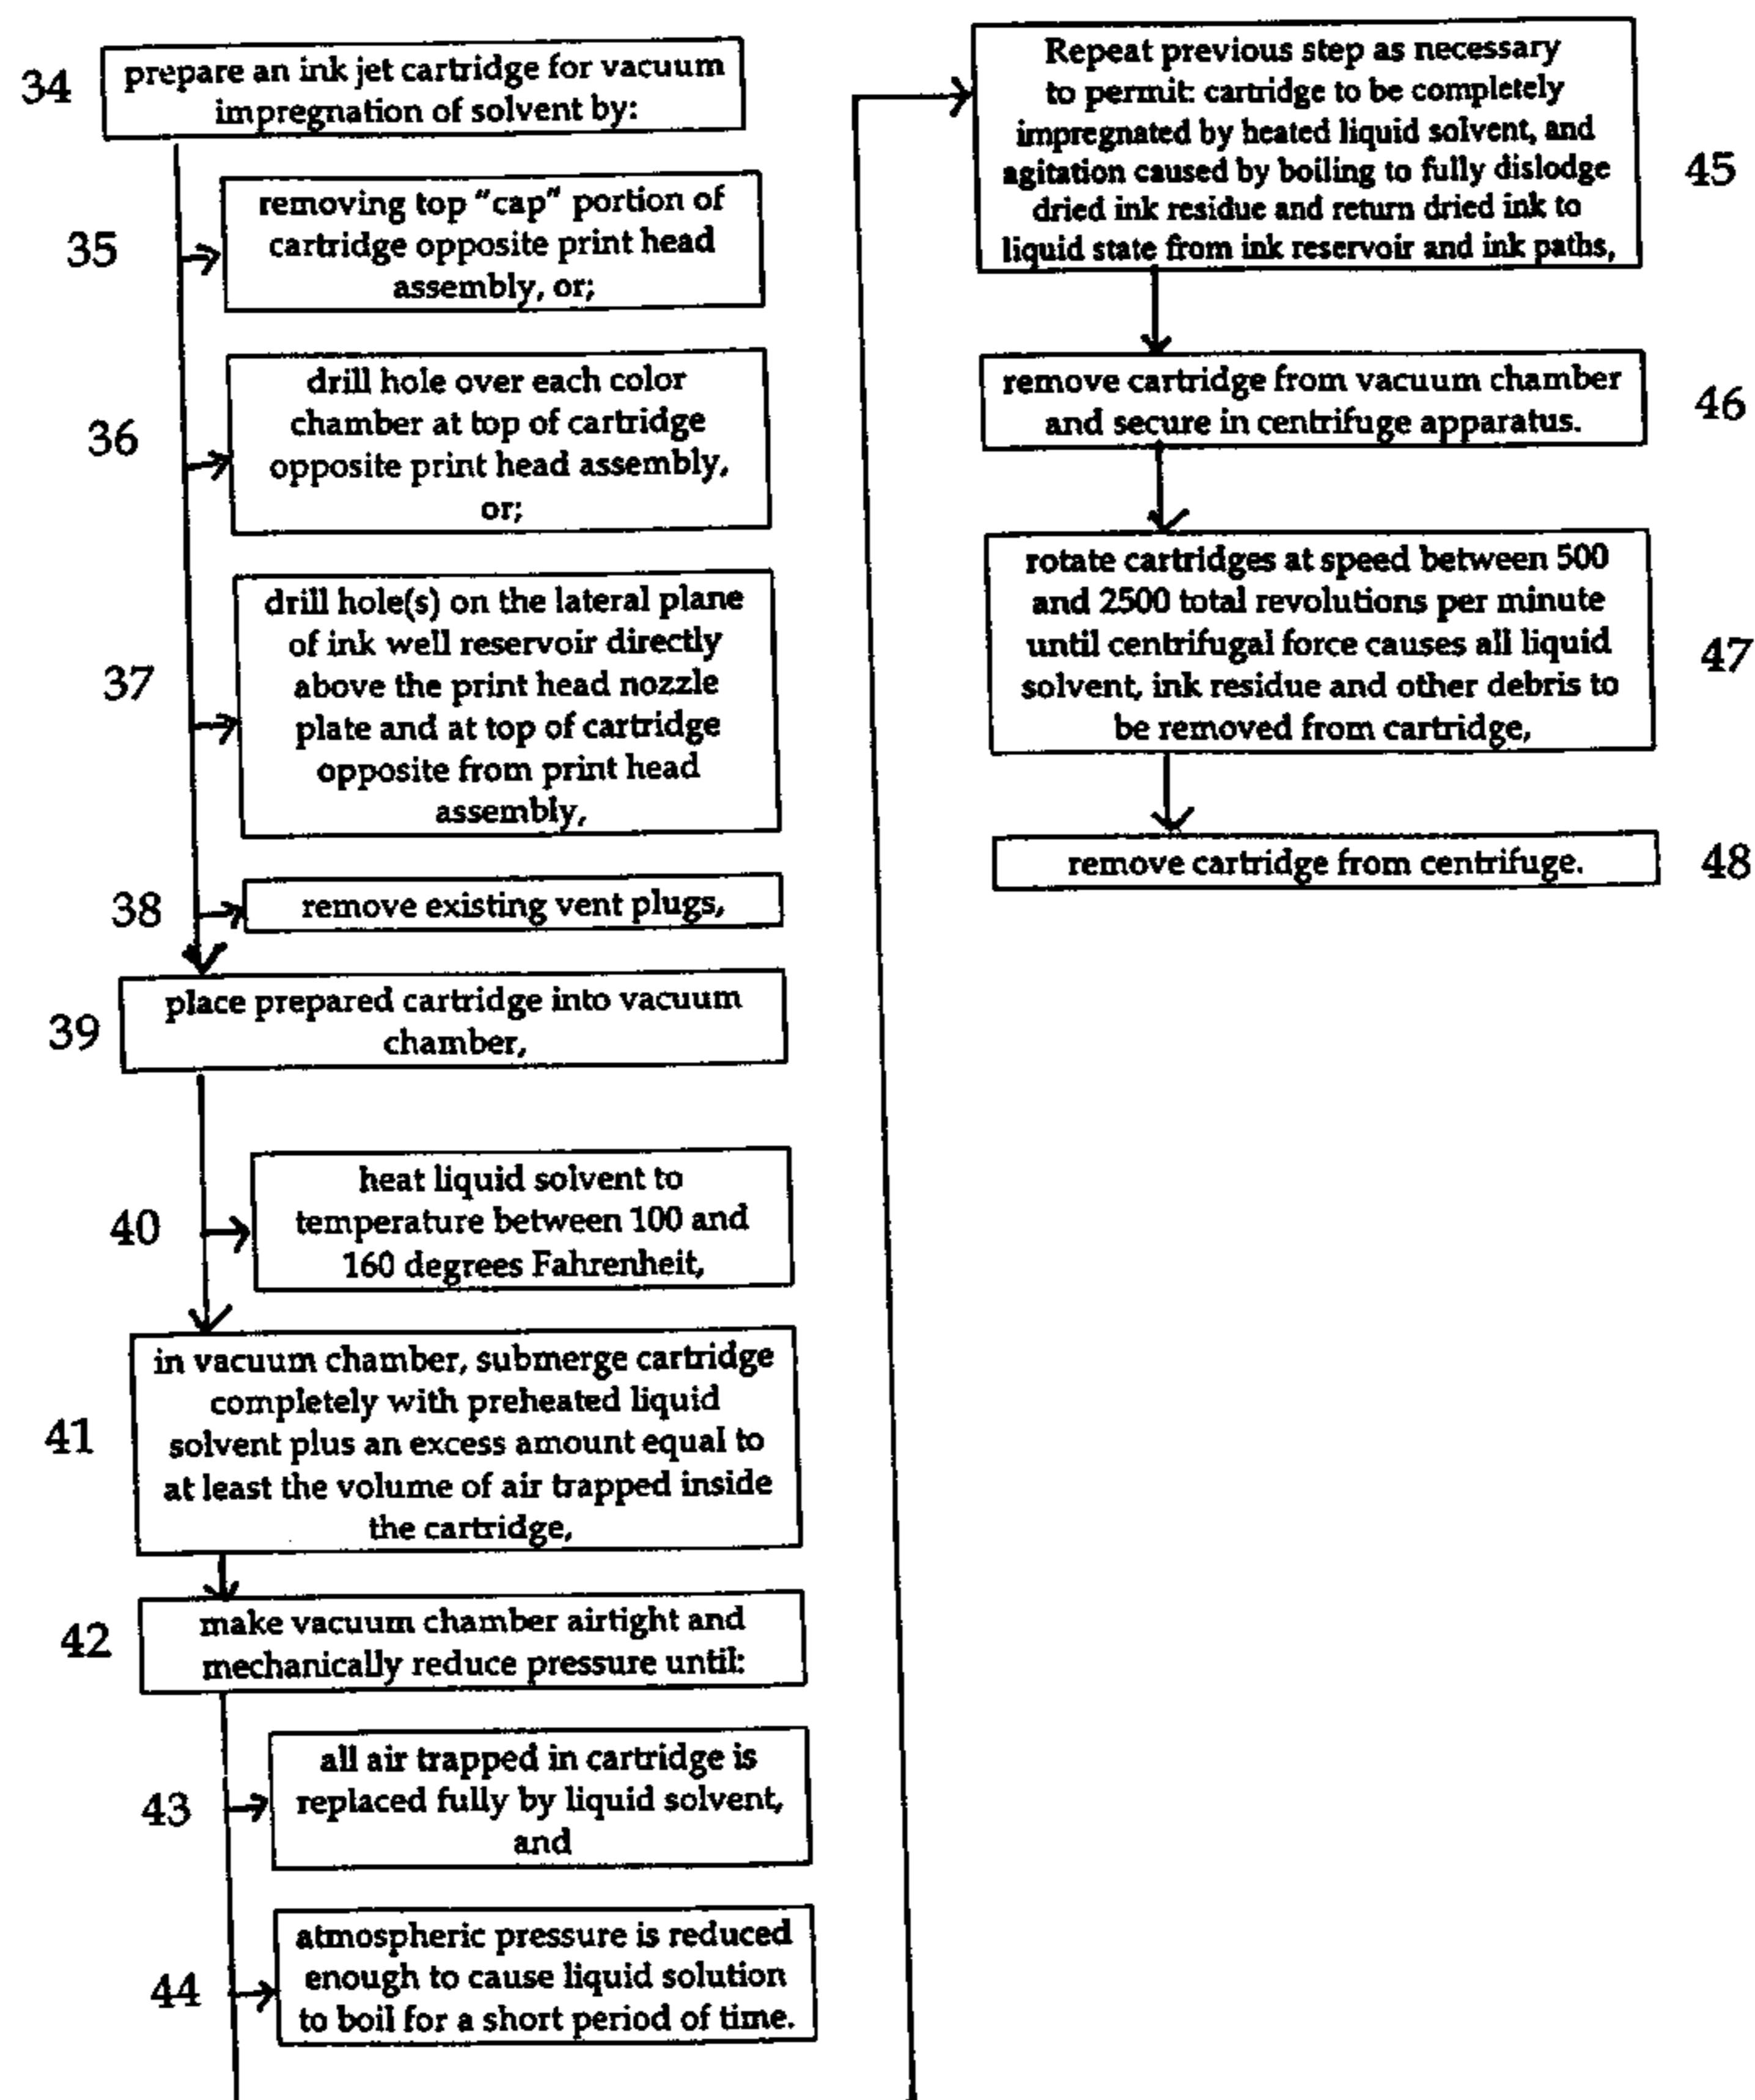 34
prepare an ink jet cartridge for vacuum
impregnation of solvent by:
35
removing top "cap" portion of
cartridge opposite print head
assembly, or;
36
drill hole over each color
chamber at top of cartridge
opposite print head assembly,
or;
37
drill hole(s) on the lateral plane
of ink well reservoir directly
above the print head nozzle
plate and at top of cartridge
opposite from print head
assembly,
38
remove existing vent plugs,
39
place prepared cartridge into vacuum
chamber,
40
heat liquid solvent to
temperature between 100 and
160 degrees Fahrenheit,
41
in vacuum chamber, submerge cartridge
completely with preheated liquid
solvent plus an excess amount equal to
at least the volume of air trapped inside
the cartridge,
42
make vacuum chamber airtight and
mechanically reduce pressure until:
43
all air trapped in cartridge is
replaced fully by liquid solvent,
and
44
atmospheric pressure is reduced
enough to cause liquid solution
to boil for a short period of time.
Repeat previous step as necessary
to permit: cartridge to be completely
impregnated by heated liquid solvent, and
agitation caused by boiling to fully dislodge
dried ink residue and return dried ink to
liquid state from ink reservoir and ink paths,
45
remove cartridge from vacuum chamber
and secure in centrifuge apparatus.
46
rotate cartridges at speed between 500
and 2500 total revolutions per minute
until centrifugal force causes all liquid
solvent, ink residue and other debris to
be removed from cartridge,
47
remove cartridge from centrifuge.
48